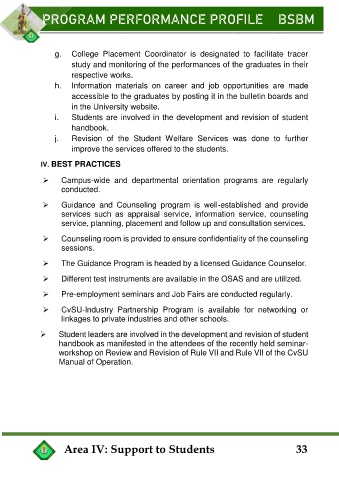 PROGRAM PERFORMANCE PROFILE BSBM
g. College Placement Coordinator is designated to facilitate tracer
study and monitoring of the performances of the graduates in their
respective works.
h. Information materials on career and job opportunities are made
accessible to the graduates by posting it in the bulletin boards and
in the University website.
i. Students are involved in the development and revision of student
handbook.
j. Revision of the Student Welfare Services was done to further
improve the services offered to the students.
IV. BEST PRACTICES
➢ Campus-wide and departmental orientation programs are regularly
conducted.
➢ Guidance and Counseling program is well-established and provide
services such as appraisal service, information service, counseling
service, planning, placement and follow up and consultation services.
➢ Counseling room is provided to ensure confidentiality of the counseling
sessions.
➢ The Guidance Program is headed by a licensed Guidance Counselor.
➢ Different test instruments are available in the OSAS and are utilized.
➢ Pre-employment seminars and Job Fairs are conducted regularly.
➢ CvSU-Industry Partnership Program is available for networking or
linkages to private industries and other schools.
➢ Student leaders are involved in the development and revision of student
handbook as manifested in the attendees of the recently held seminar-
workshop on Review and Revision of Rule VII and Rule VII of the CvSU
Manual of Operation.
Area IV: Support to Students 33